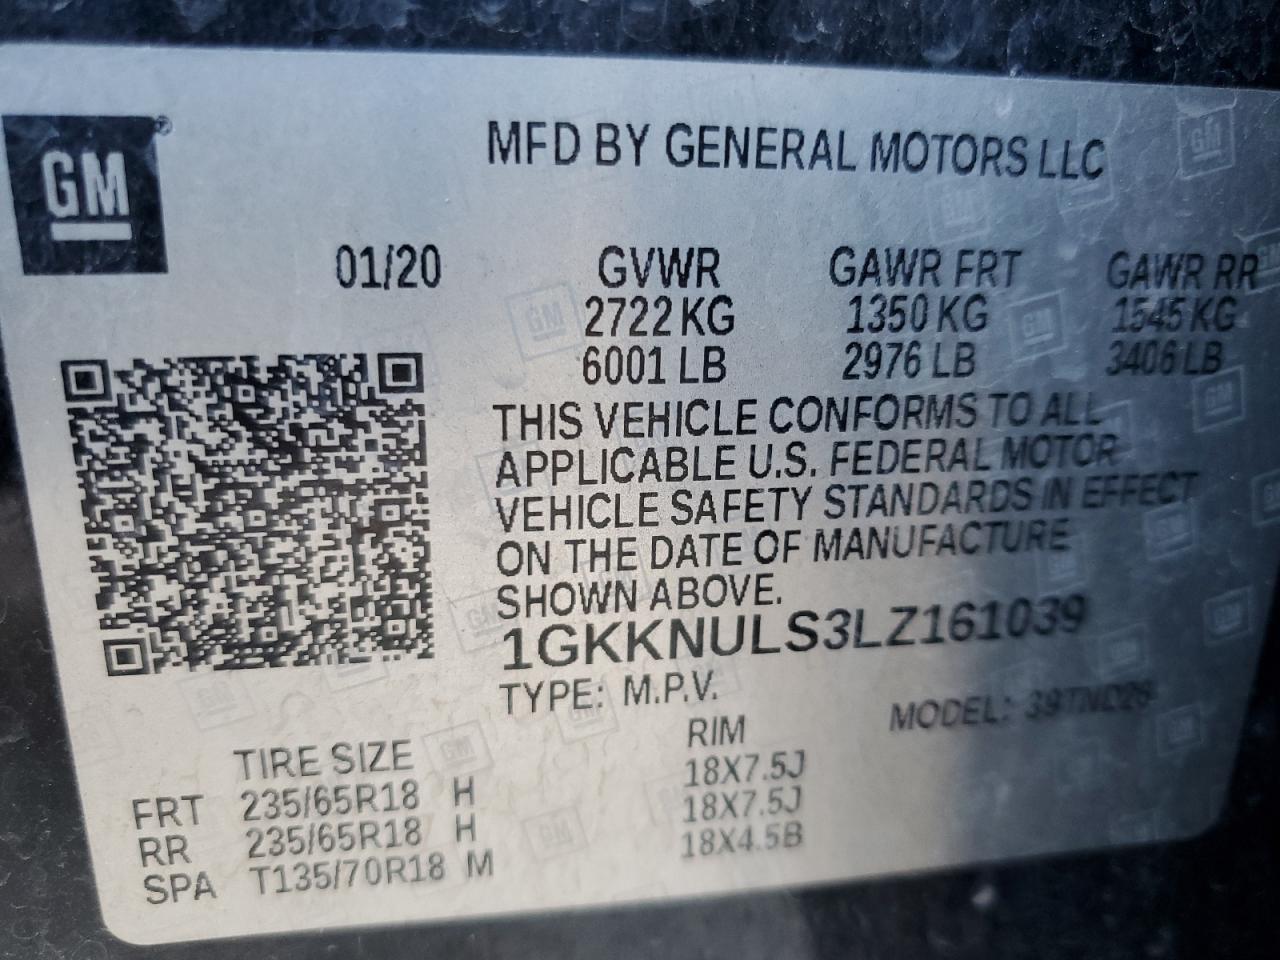 GM ®
MFD BY GENERAL MOTORS LLC
01/20 GVWR GAWR FRT GAWR RR
2722 KG 1350 KG 1545 KG
6001 LB 2976 LB 3406 LB
THIS VEHICLE CONFORMS TO ALL
APPLICABLE U.S. FEDERAL MOTOR
VEHICLE SAFETY STANDARDS IN EFFECT
ON THE DATE OF MANUFACTURE
SHOWN ABOVE.
1GKKNULS3LZ161039
TYPE: M.P.V. MODEL:
TIRE SIZE RIM
FRT 235/65R18 H 18X7.5J
RR 235/65R18 H 18X7.5J
SPA T135/70R18 M 18X4.5B